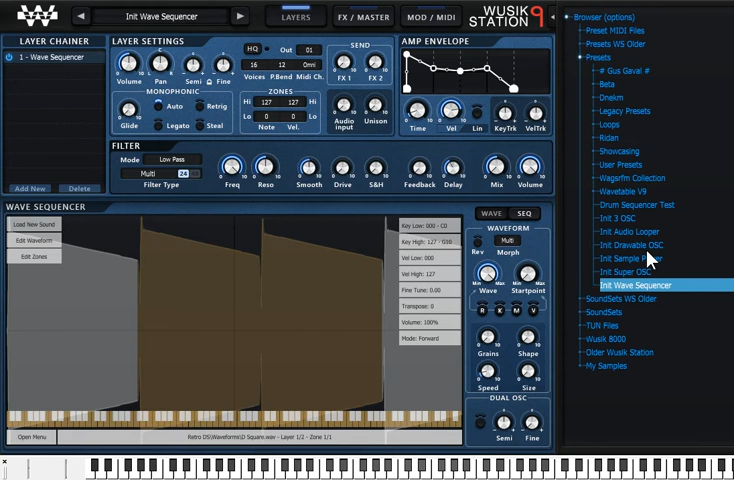 Init Wave Sequencer
LAYERS
FX / MASTER
MOD / MIDI
WUSIK
STATION 9
LAYER CHAINER
1 - Wave Sequencer
Add New
Delete
LAYER SETTINGS
Volume
Pan
Semi
Fine
HQ
Out
01
16
12
Omni
Voices
P.Bend
Midi Ch.
SEND
FX 1
FX 2
MONOPHONIC
Glide
Auto
Retrig
Legato
Steal
ZONES
Hi
127
127
Hi
Lo
0
0
Lo
Note
Vel.
Audio
input
Unison
AMP ENVELOPE
Time
Vel
Lin
KeyTrk
VelTrk
FILTER
Mode
Low Pass
Multi
24
Filter Type
Freq
Reso
Smooth
Drive
S&H
Feedback
Delay
Mix
Volume
WAVE SEQUENCER
Load New Sound
Edit Waveform
Edit Zones
Key Low: 000 - C0
Key High: 127 - G10
Vel Low: 000
Vel High: 127
Fine Tune: 0.00
Transpose: 0
Volume: 100%
Mode: Forward
Open Menu
Retro DS\Waveforms\D Square.wav - Layer 1/2 - Zone 1/1
WAVE
SEQ
WAVEFORM
Rev
Multi
Morph
Min
Max
Min
Max
Wave
Startpoint
R
K
M
V
Grains
Shape
Speed
Size
DUAL OSC
Semi
Fine
Browser (options)
Preset MIDI Files
Presets WS Older
Presets
# Gus Gaval #
Beta
Dnekm
Legacy Presets
Loops
Ridan
Showcasing
User Presets
Wagsrfm Collection
Wavetable V9
Drum Sequencer Test
Init 3 OSC
Init Audio Looper
Init Drawable OSC
Init Sample Player
Init Super OSC
Init Wave Sequencer
SoundSets WS Older
SoundSets
TUN Files
Wusik 8000
Older Wusik Station
My Samples